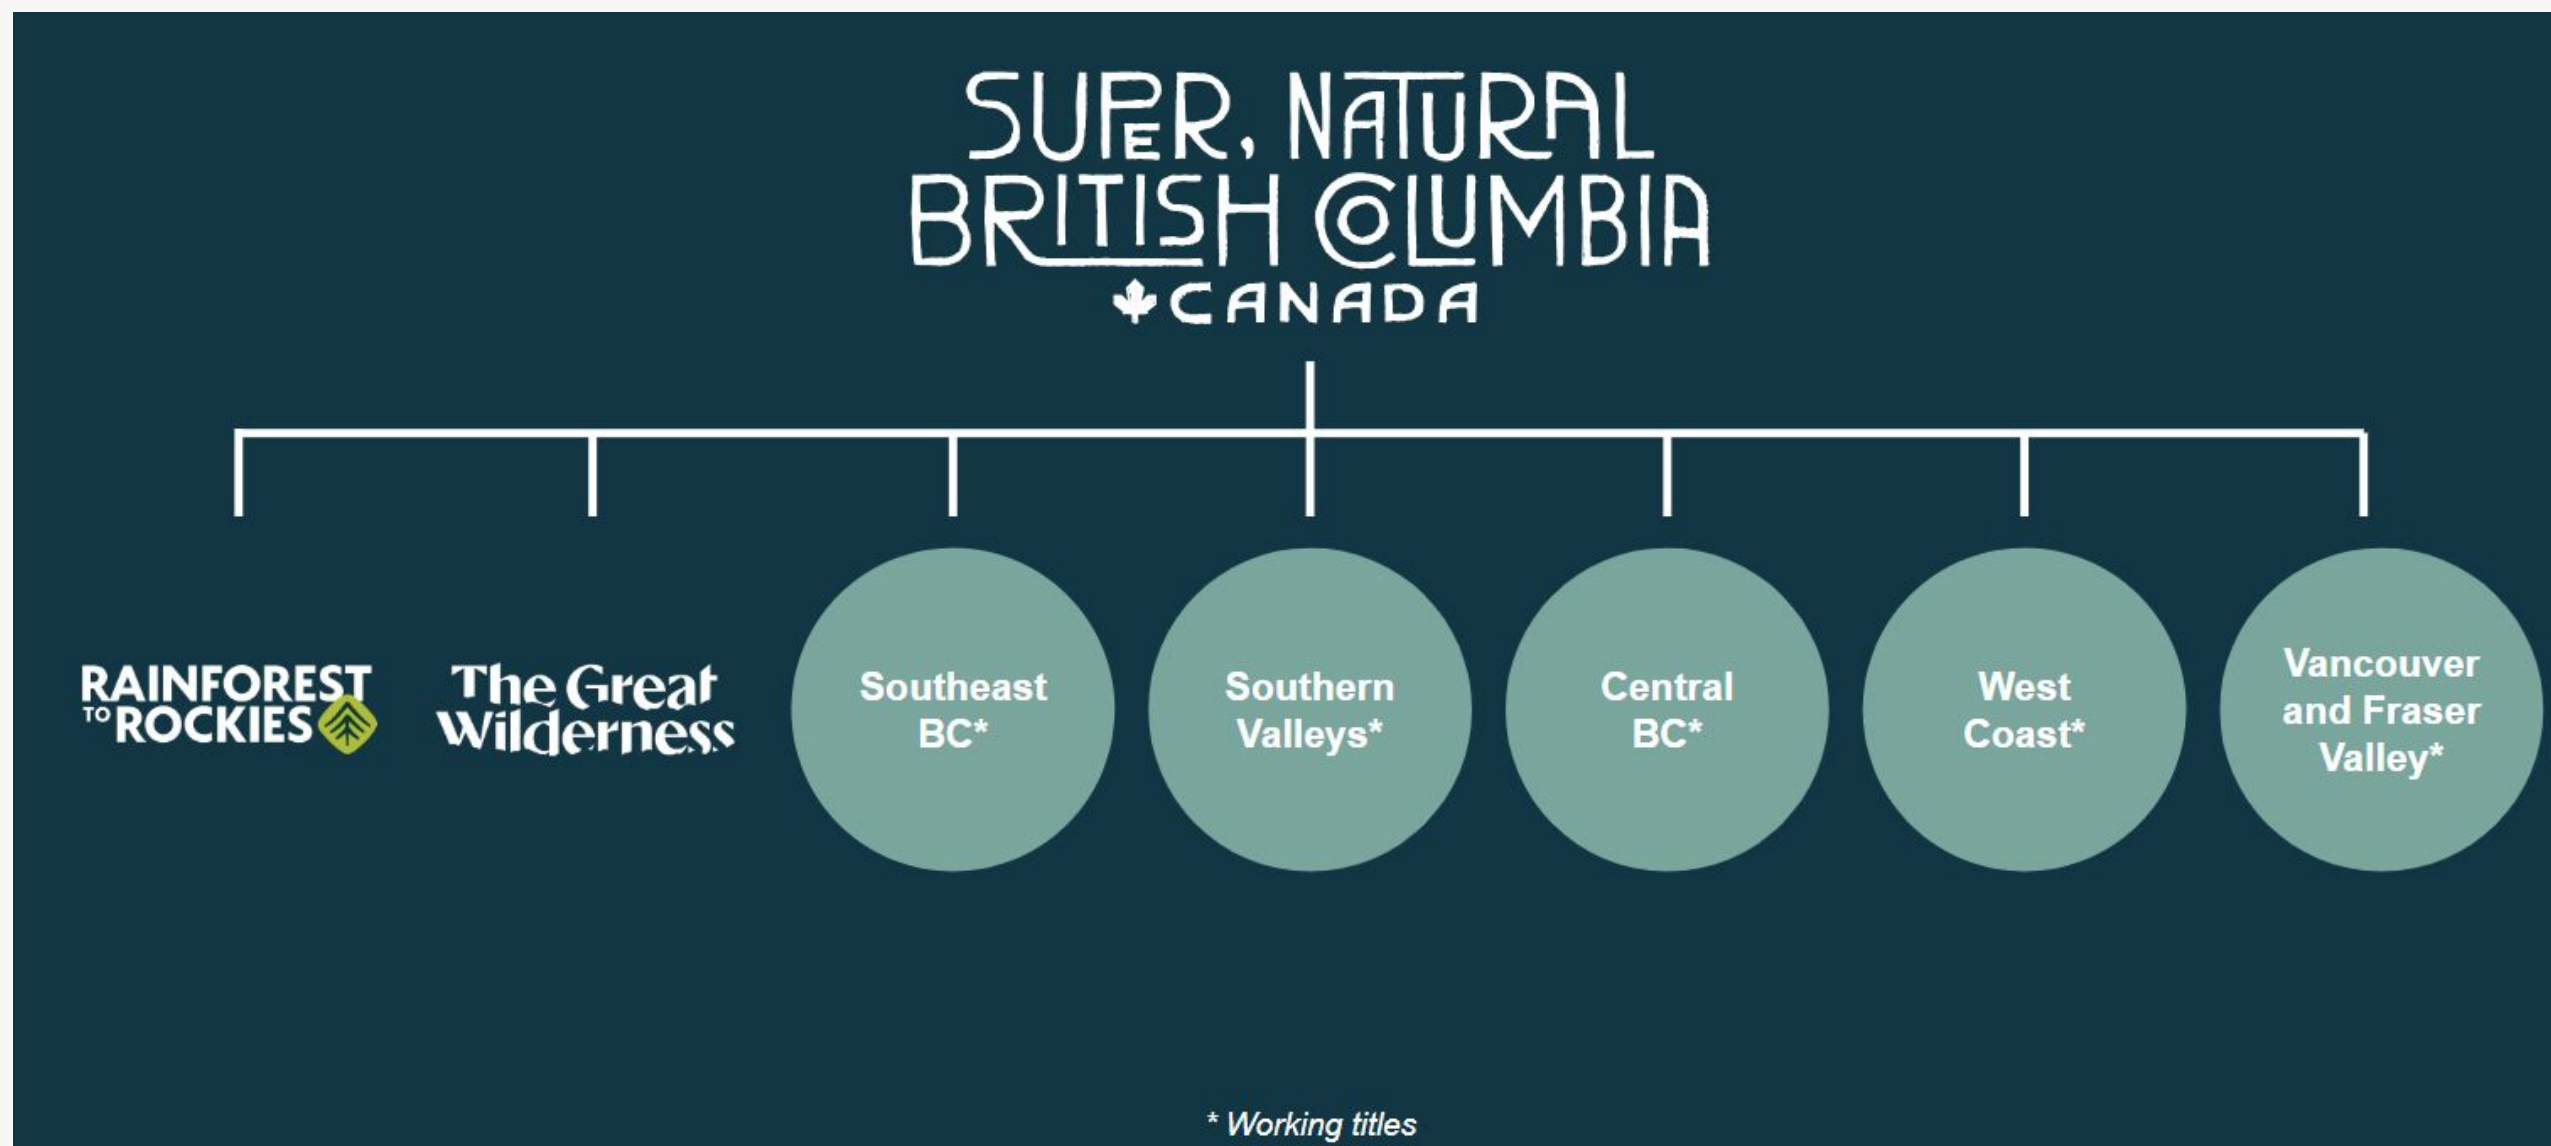 SUPER, NATURAL
BRITISH COLUMBIA
CANADA
RAINFOREST
TO ROCKIES
The Great
Wilderness
Southeast
BC*
Southern
Valleys*
Central
BC*
West
Coast*
Vancouver
and Fraser
Valley*
* Working titles